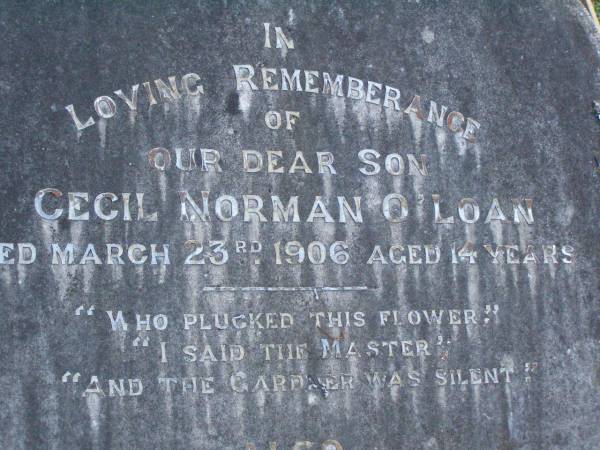 IN
LOVING REMEMBERANCE
OF
OUR DEAR SON
CECIL NORMAN O'LOAN
ED MARCH 23RD. 1906 AGED 14 YEARS
"WHO PLUCKED THIS FLOWER,"
"I SAID THE MASTER",
"AND THE GARDNER WAS SILENT".
ALSO